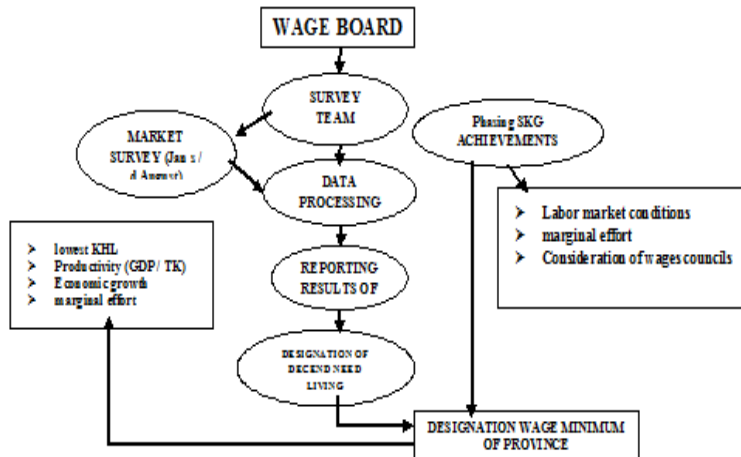 WAGE BOARD
SURVEY
TEAM
MARKET
SURVEY (Jan s /
d August)
Phasing SKG
ACHIEVEMENTS
DATA
PROCESSING
➢ Labor market conditions
➢ marginal effort
➢ Consideration of wages councils
➢ lowest KHL
➢ Productivity (GDP / TK)
➢ Economic growth
➢ marginal effort
REPORTING
RESULTS OF
DESIGNATION OF
DECEND NEED
LIVING
DESIGNATION WAGE MINIMUM
OF PROVINCE